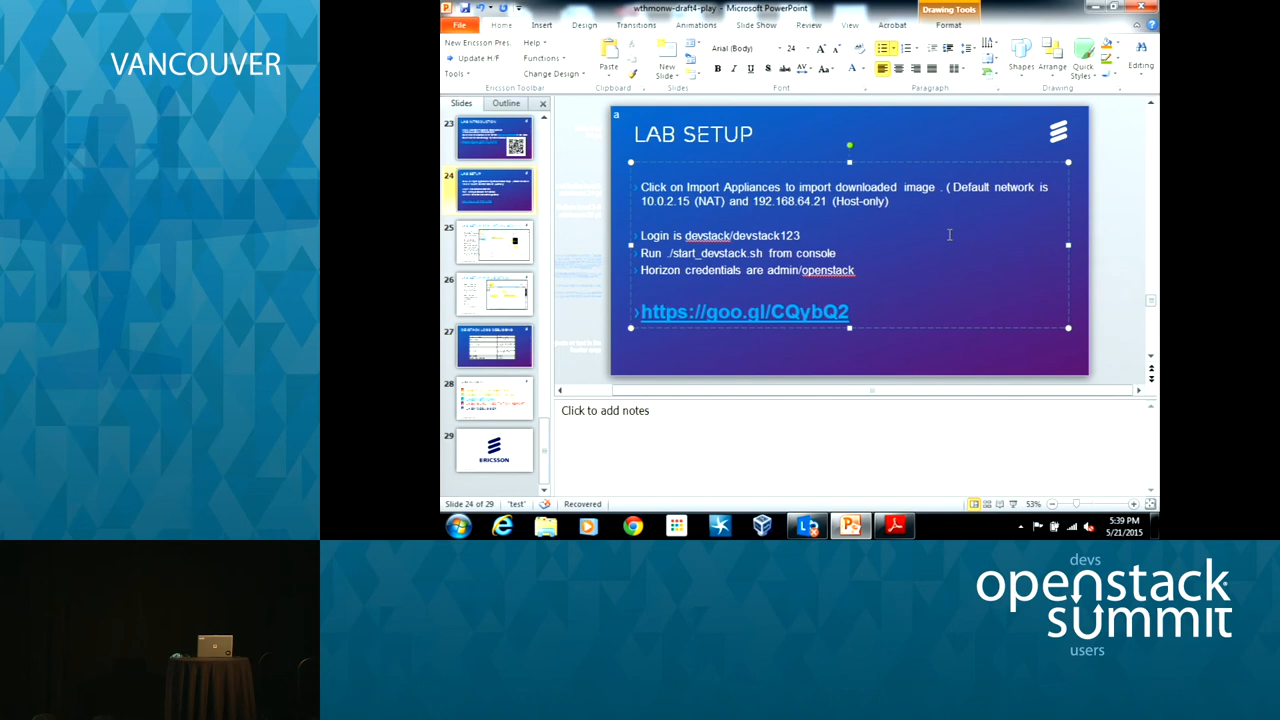 VANCOUVER
wthmonw-draft4-play - Microsoft PowerPoint
Drawing Tools
File Home Insert Design Transitions Animations Slide Show Review View Acrobat Format
New Ericsson Pres.
Help
Update H/F
Functions
Tools
Change Design
Ericsson Toolbar
Paste
Clipboard
New
Slide
Slides
Arial (Body) 24
Font
Paragraph
Shapes
Arrange
Quick
Styles
Drawing
Editing
Slides Outline
23
24
25
26
27
28
29
ERICSSON
a
LAB SETUP
› Click on Import Appliances to import downloaded image . ( Default network is
10.0.2.15 (NAT) and 192.168.64.21 (Host-only)
› Login is devstack/devstack123
› Run ./start_devstack.sh from console
› Horizon credentials are admin/openstack
›https://goo.gl/CQybQ2
Click to add notes
Slide 24 of 29 "test" Recovered 53%
5:39 PM
5/21/2015
devs
openstack
summit
users